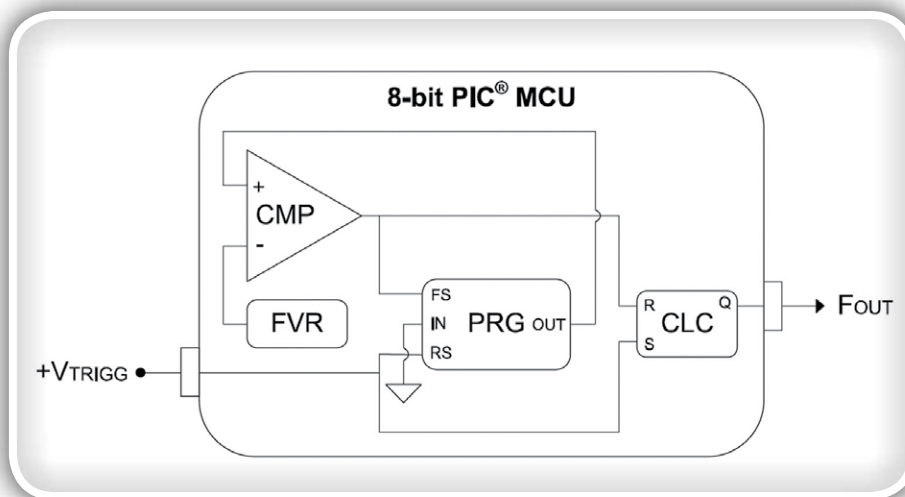 8-bit PIC® MCU
+
CMP
-
FVR
FS
IN
RS
PRG OUT
R
S
Q
CLC
FOUT
+VTRIGG